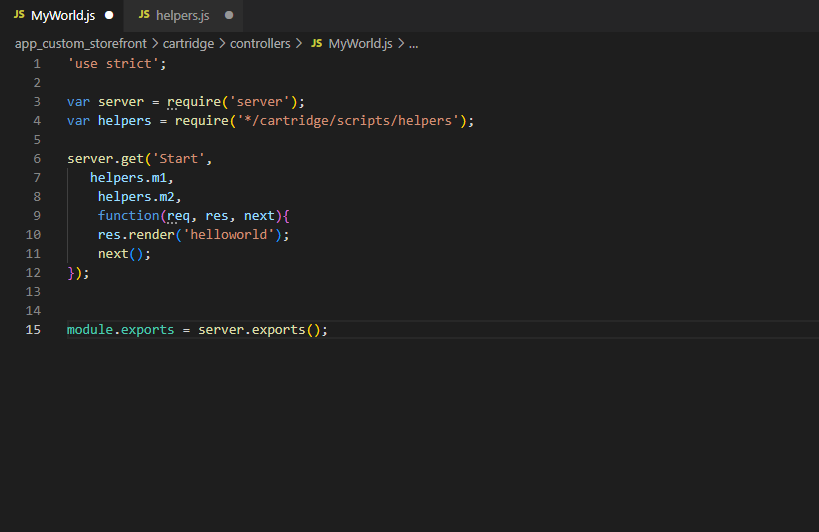 JS MyWorld.js ● JS helpers.js ●
app_custom_storefront > cartridge > controllers > JS MyWorld.js > ...
1 'use strict';
2
3 var server = require('server');
4 var helpers = require('*/cartridge/scripts/helpers');
5
6 server.get('Start',
7    helpers.m1,
8     helpers.m2,
9     function(req, res, next){
10     res.render('helloworld');
11     next();
12 });
13
14
15 module.exports = server.exports();